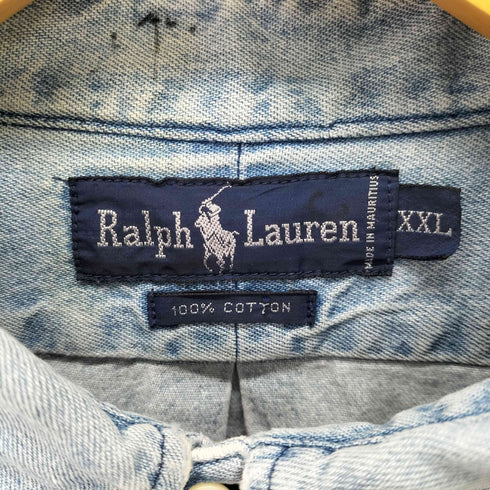 Ralph Lauren
MADE IN MAURITIUS
XXL
100% COTTON